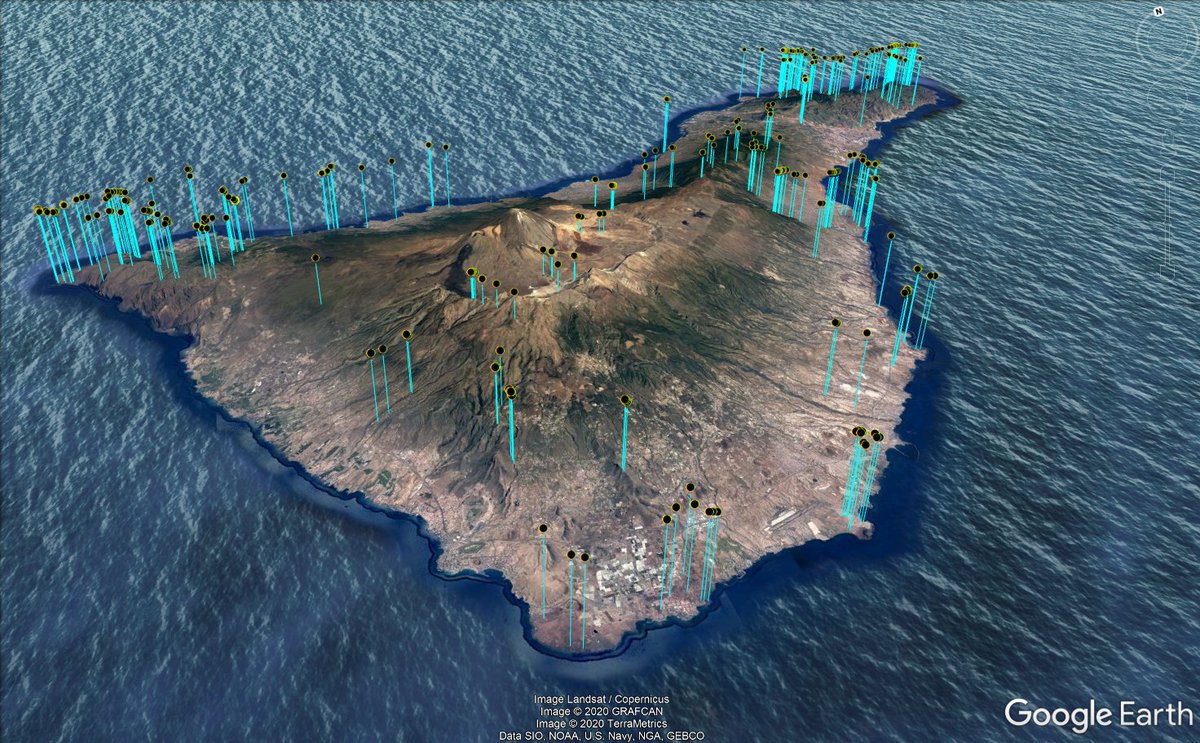 N
Image Landsat / Copernicus
Image © 2020 GRAFCAN
Image © 2020 TerraMetrics
Data SIO, NOAA, U.S. Navy, NGA, GEBCO
Google Earth